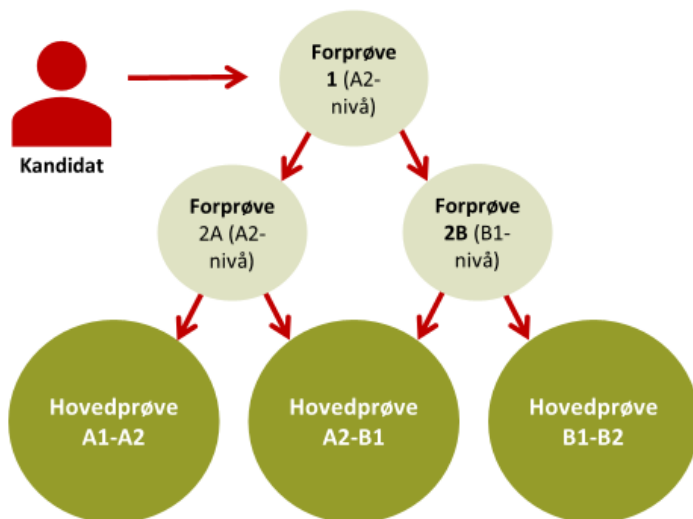 Forprøve
1 (A2-
nivå)
Kandidat
Forprøve
2A (A2-
nivå)
Forprøve
2B (B1-
nivå)
Hovedprøve
A1-A2
Hovedprøve
A2-B1
Hovedprøve
B1-B2